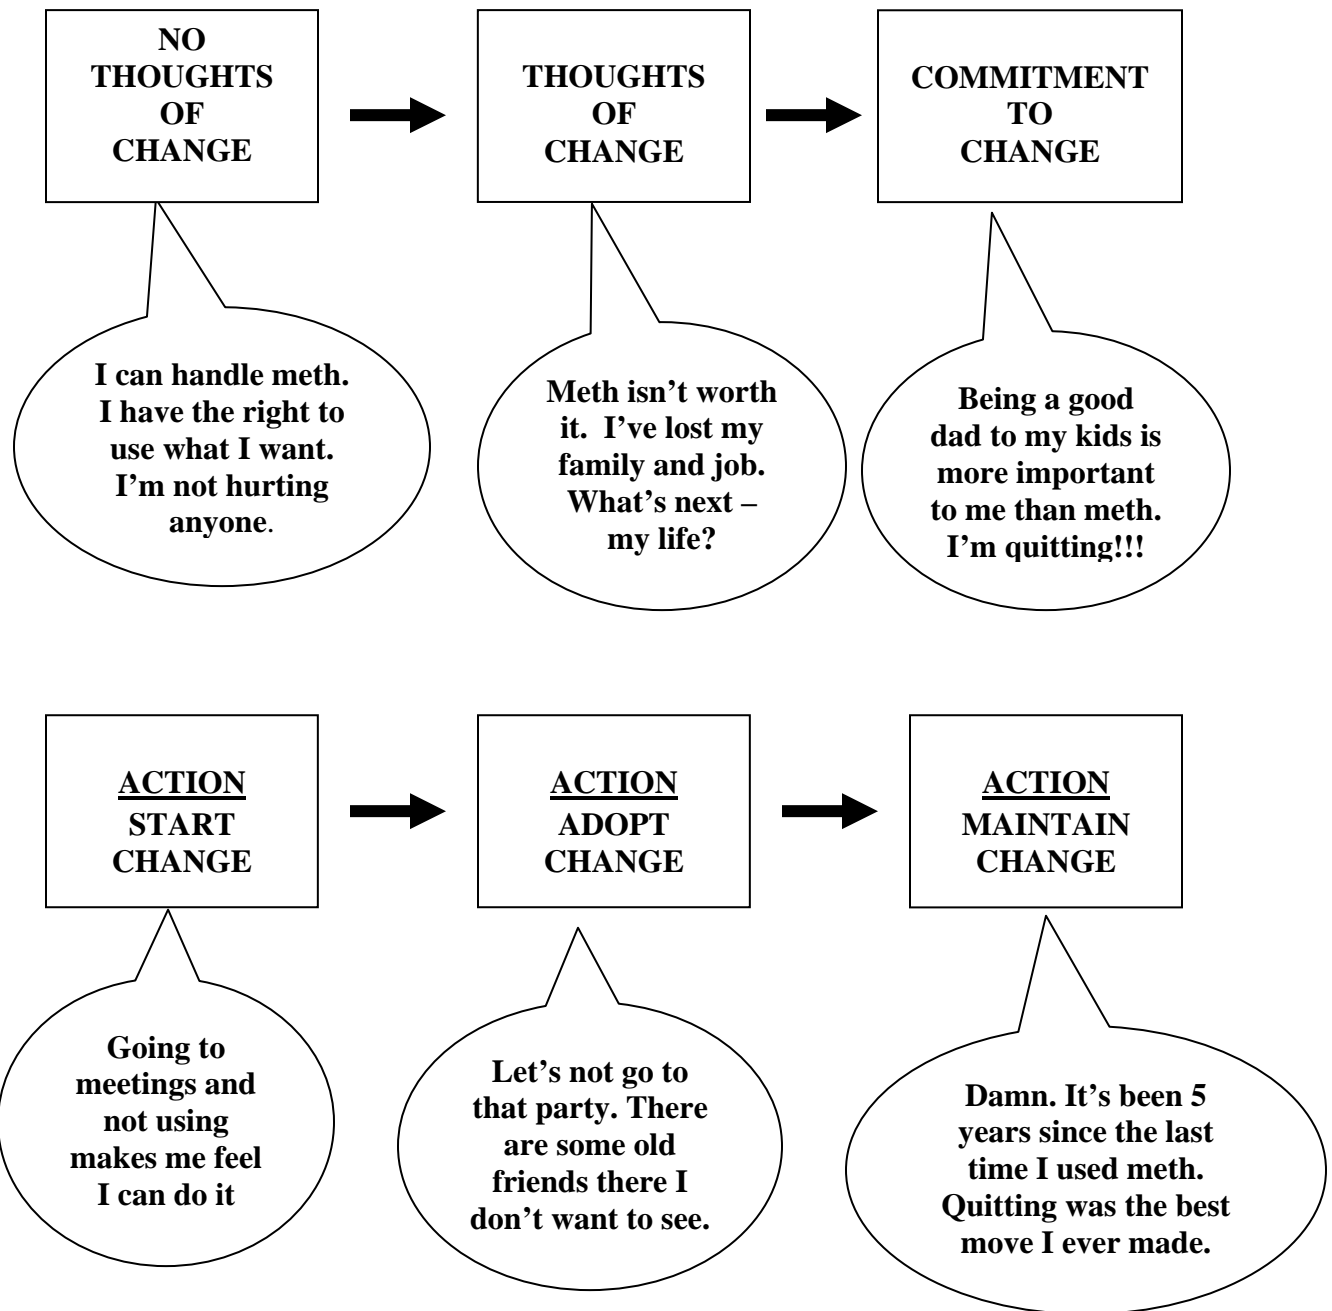 NO
THOUGHTS
OF
CHANGE
THOUGHTS
OF
CHANGE
COMMITMENT
TO
CHANGE
I can handle meth.
I have the right to
use what I want.
I'm not hurting
anyone.
Meth isn't worth
it.  I've lost my
family and job.
What's next –
my life?
Being a good
dad to my kids is
more important
to me than meth.
I'm quitting!!!
ACTION
START
CHANGE
ACTION
ADOPT
CHANGE
ACTION
MAINTAIN
CHANGE
Going to
meetings and
not using
makes me feel
I can do it
Let's not go to
that party. There
are some old
friends there I
don't want to see.
Damn. It's been 5
years since the last
time I used meth.
Quitting was the best
move I ever made.